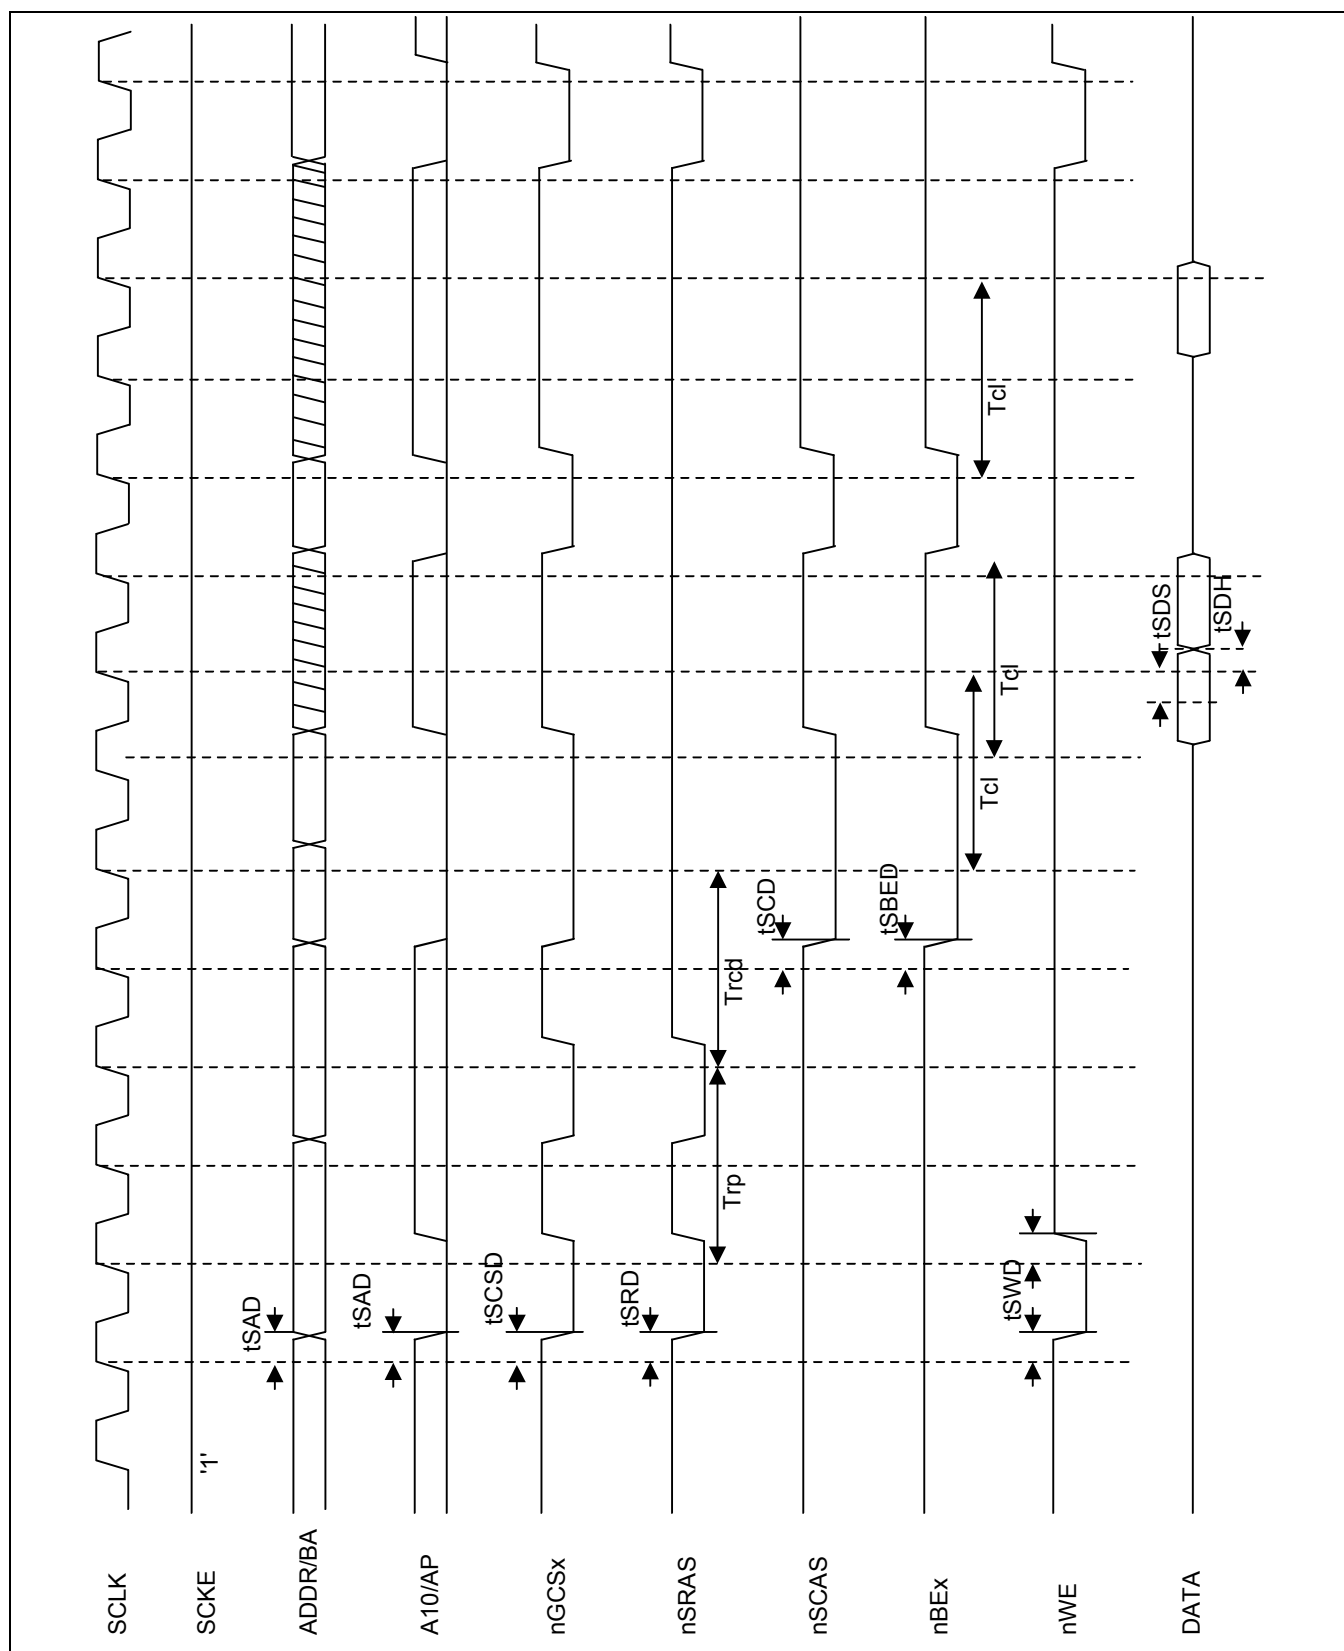 SCLK
SCKE
'1'
ADDR/BA
tSAD
A10/AP
tSAD
nGCSx
tSCSD
nSRAS
tSRD
Trp
Trcd
nSCAS
tSCD
nBEx
tSBED
Tcl
Tcl
Tcl
nWE
tSWD
DATA
tSDS
tSDH